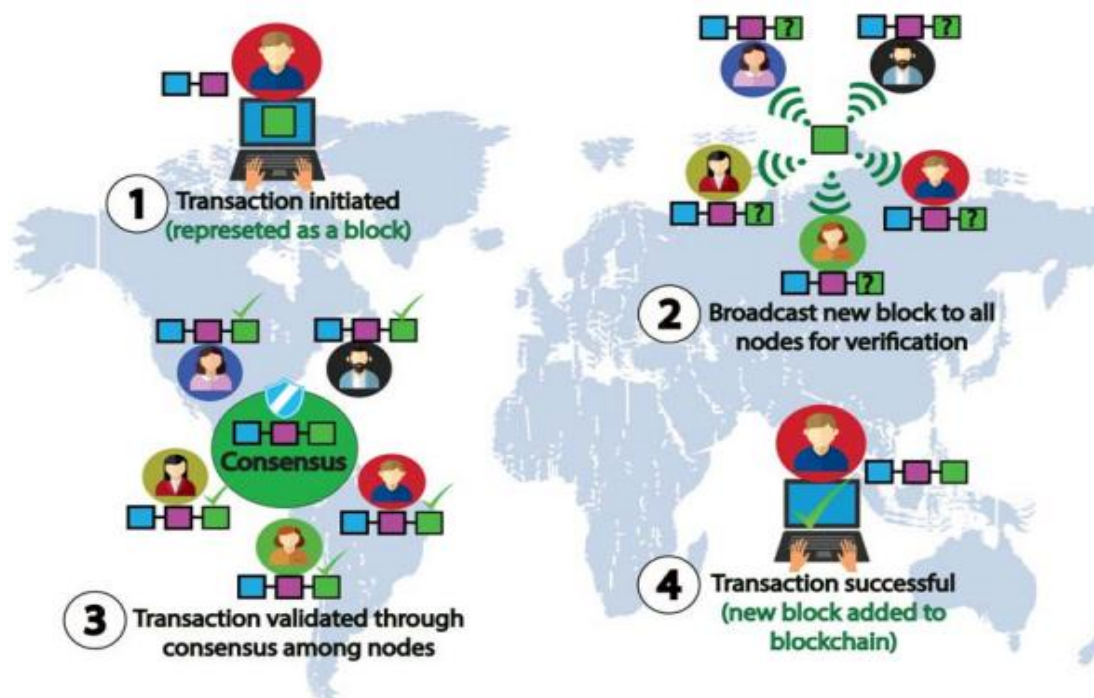 1
Transaction initiated
(represeted as a block)
?
?
?
?
?
2
Broadcast new block to all
nodes for verification
Consensus
3
Transaction validated through
consensus among nodes
4
Transaction successful
(new block added to
blockchain)